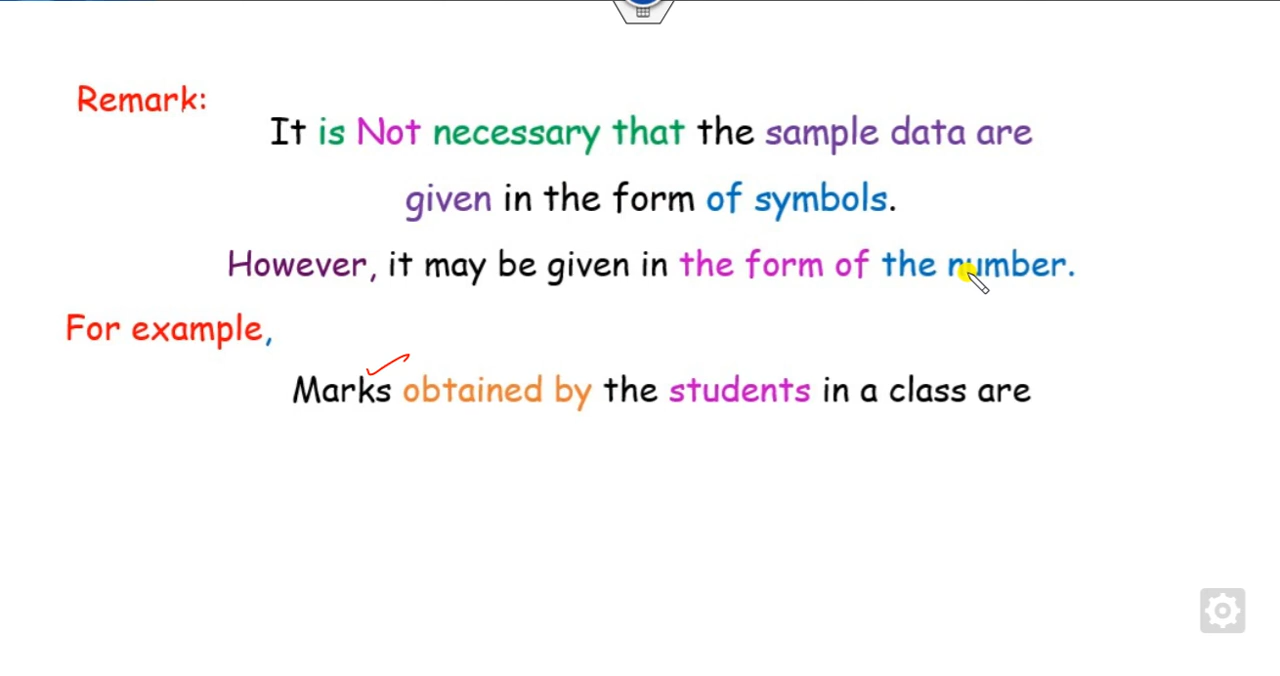 Remark:
It is Not necessary that the sample data are
given in the form of symbols.
However, it may be given in the form of the number.
For example,
Marks obtained by the students in a class are